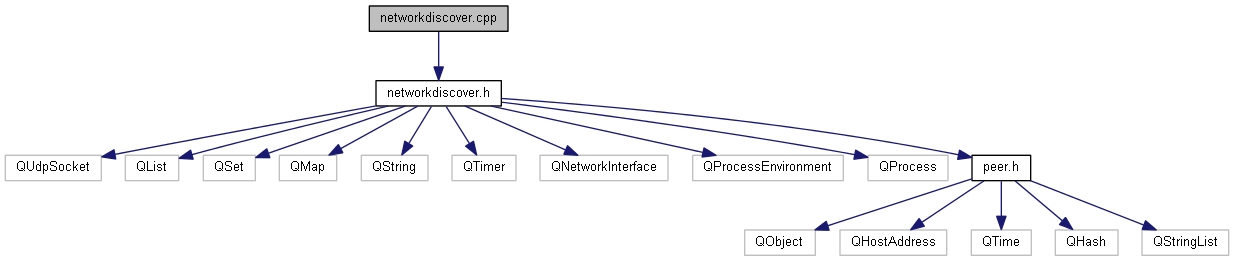 networkdiscover.cpp
networkdiscover.h
QUdpSocket
QList
QSet
QMap
QString
QTimer
QNetworkInterface
QProcessEnvironment
QProcess
peer.h
QObject
QHostAddress
QTime
QHash
QStringList